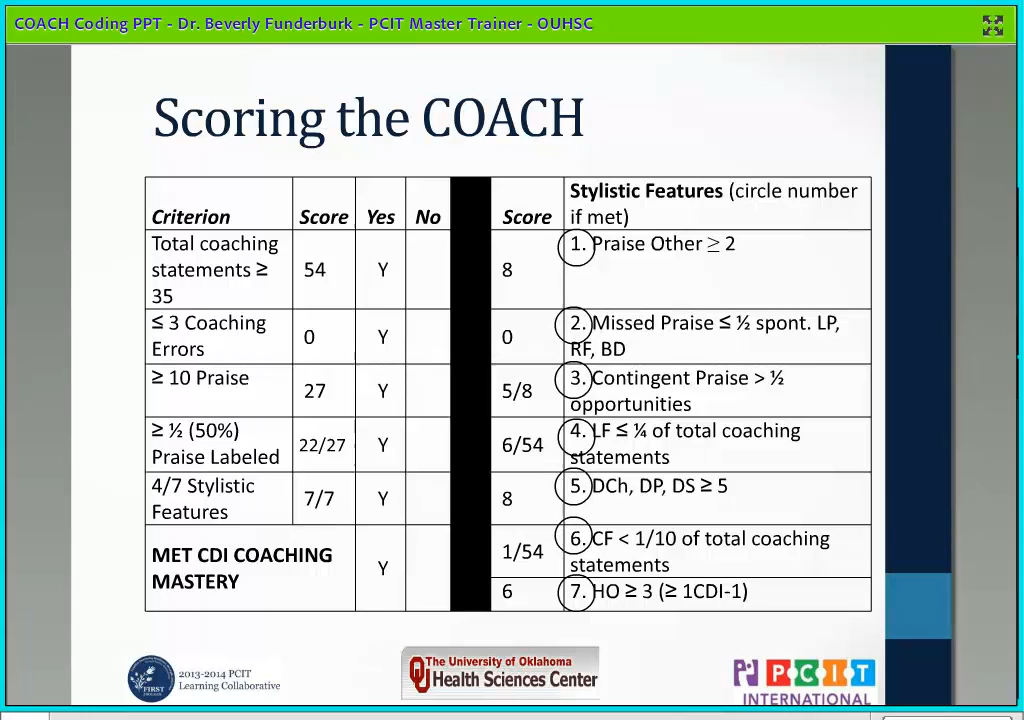 COACH Coding PPT - Dr. Beverly Funderburk - PCIT Master Trainer - OUHSC
Scoring the COACH
Criterion Score Yes No Score Stylistic Features (circle number
if met)
Total coaching
statements ≥
35
54 Y 8 1. Praise Other ≥ 2
≤ 3 Coaching
Errors
0 Y 0 2. Missed Praise ≤ ½ spont. LP,
RF, BD
≥ 10 Praise 27 Y 5/8 3. Contingent Praise > ½
opportunities
≥ ½ (50%)
Praise Labeled
22/27 Y 6/54 4. LF ≤ ¼ of total coaching
statements
4/7 Stylistic
Features
7/7 Y 8 5. DCh, DP, DS ≥ 5
MET CDI COACHING
MASTERY
Y 1/54 6. CF < 1/10 of total coaching
statements
6 7. HO ≥ 3 (≥ 1CDI-1)
FIRST
2013-2014 PCIT
Learning Collaborative
OU The University of Oklahoma
Health Sciences Center
PCIT
INTERNATIONAL